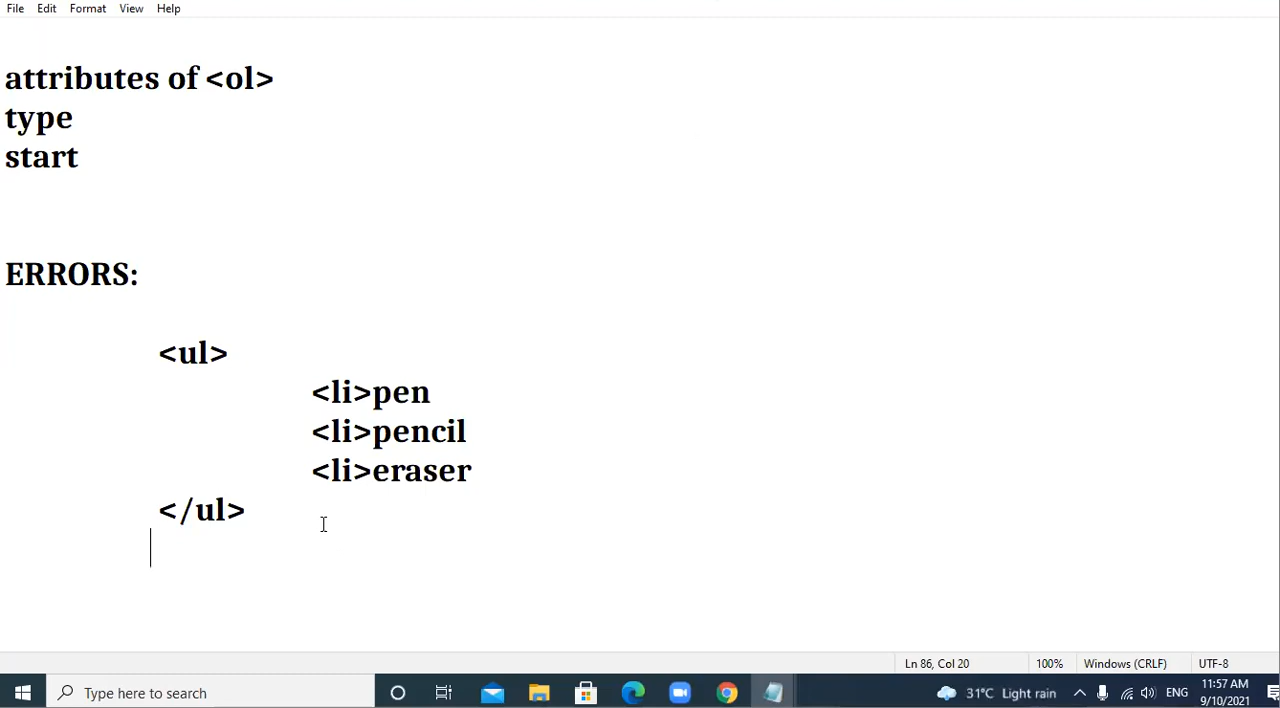 File Edit Format View Help
attributes of <ol>
type
start
ERRORS:
<ul>
<li>pen
<li>pencil
<li>eraser
</ul>
Ln 86, Col 20 100% Windows (CRLF) UTF-8
Type here to search 31°C Light rain ENG 11:57 AM
9/10/2021